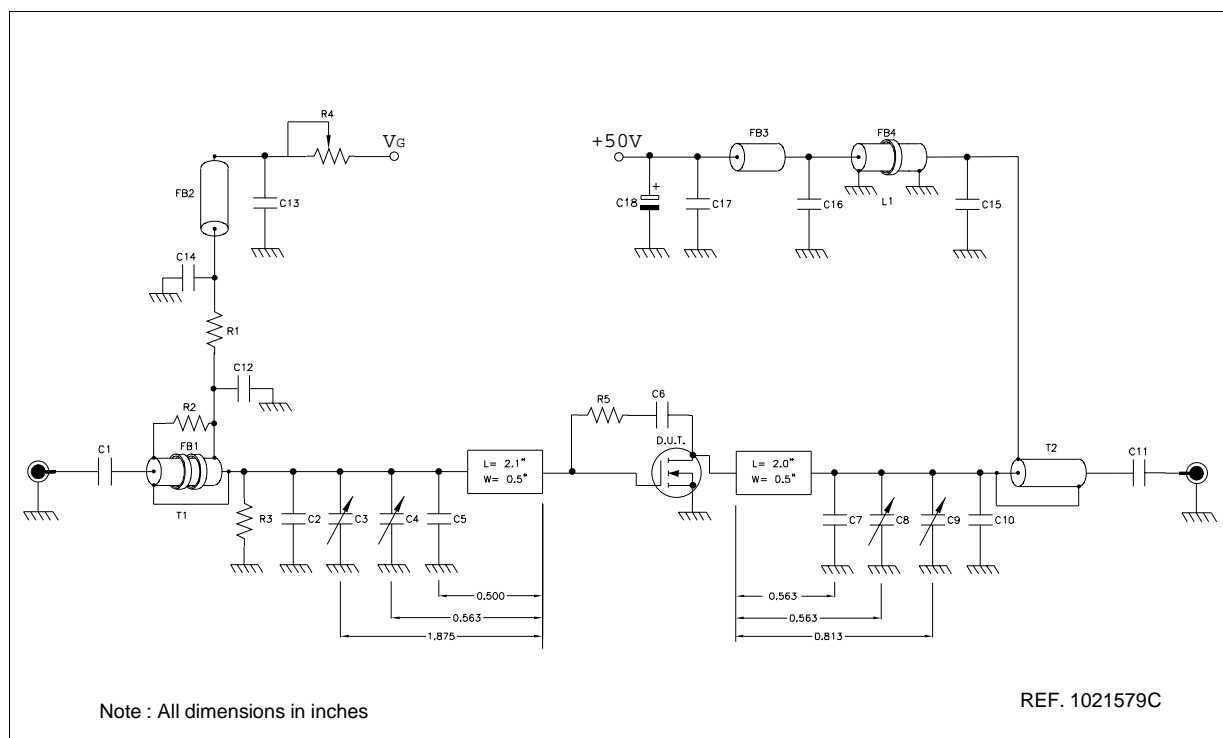 R4
VG
+50V
FB3
FB4
FB2
C13
C18
+
C17
C16
L1
C15
C14
R1
C12
R2
R5
C6
C1
FB1
D.U.T.
T2
C11
L= 2.1"
W= 0.5"
L= 2.0"
W= 0.5"
T1
R3
C2
C3
C4
C5
C7
C8
C9
C10
0.500
0.563
0.563
0.563
1.875
0.813
Note : All dimensions in inches
REF. 1021579C